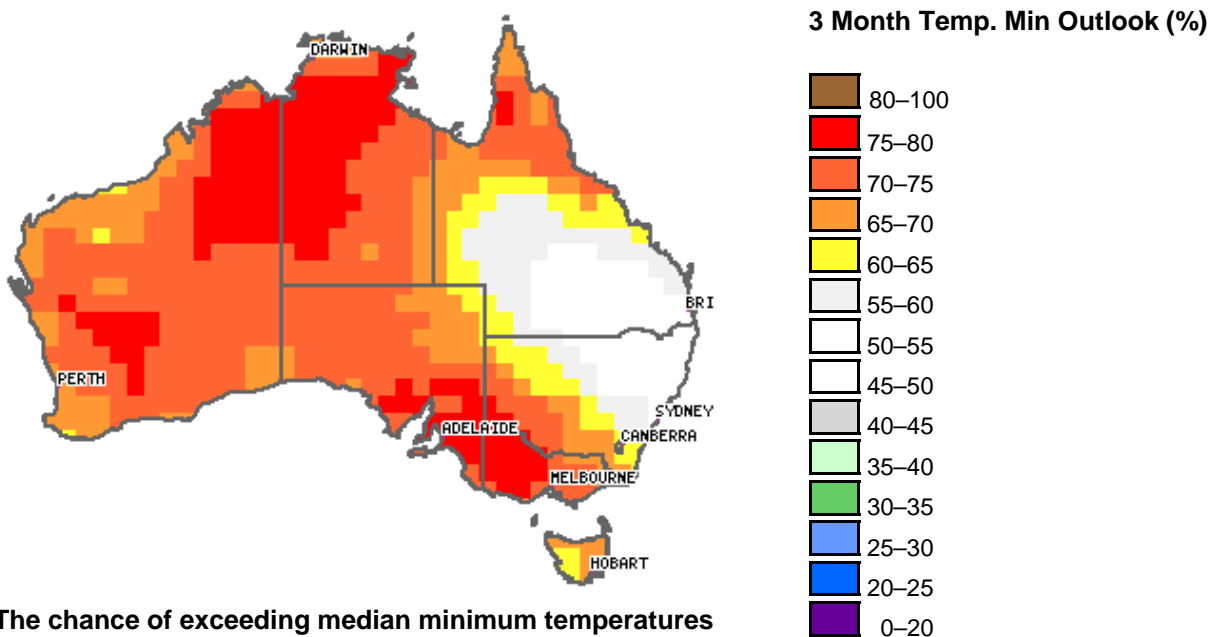 3 Month Temp. Min Outlook (%)
DARWIN
80–100
75–80
70–75
65–70
60–65
55–60
BRI
50–55
45–50
PERTH
SYDNEY
40–45
ADELAIDE
CANBERRA
35–40
MELBOURNE
30–35
25–30
HOBART
20–25
The chance of exceeding median minimum temperatures
0–20